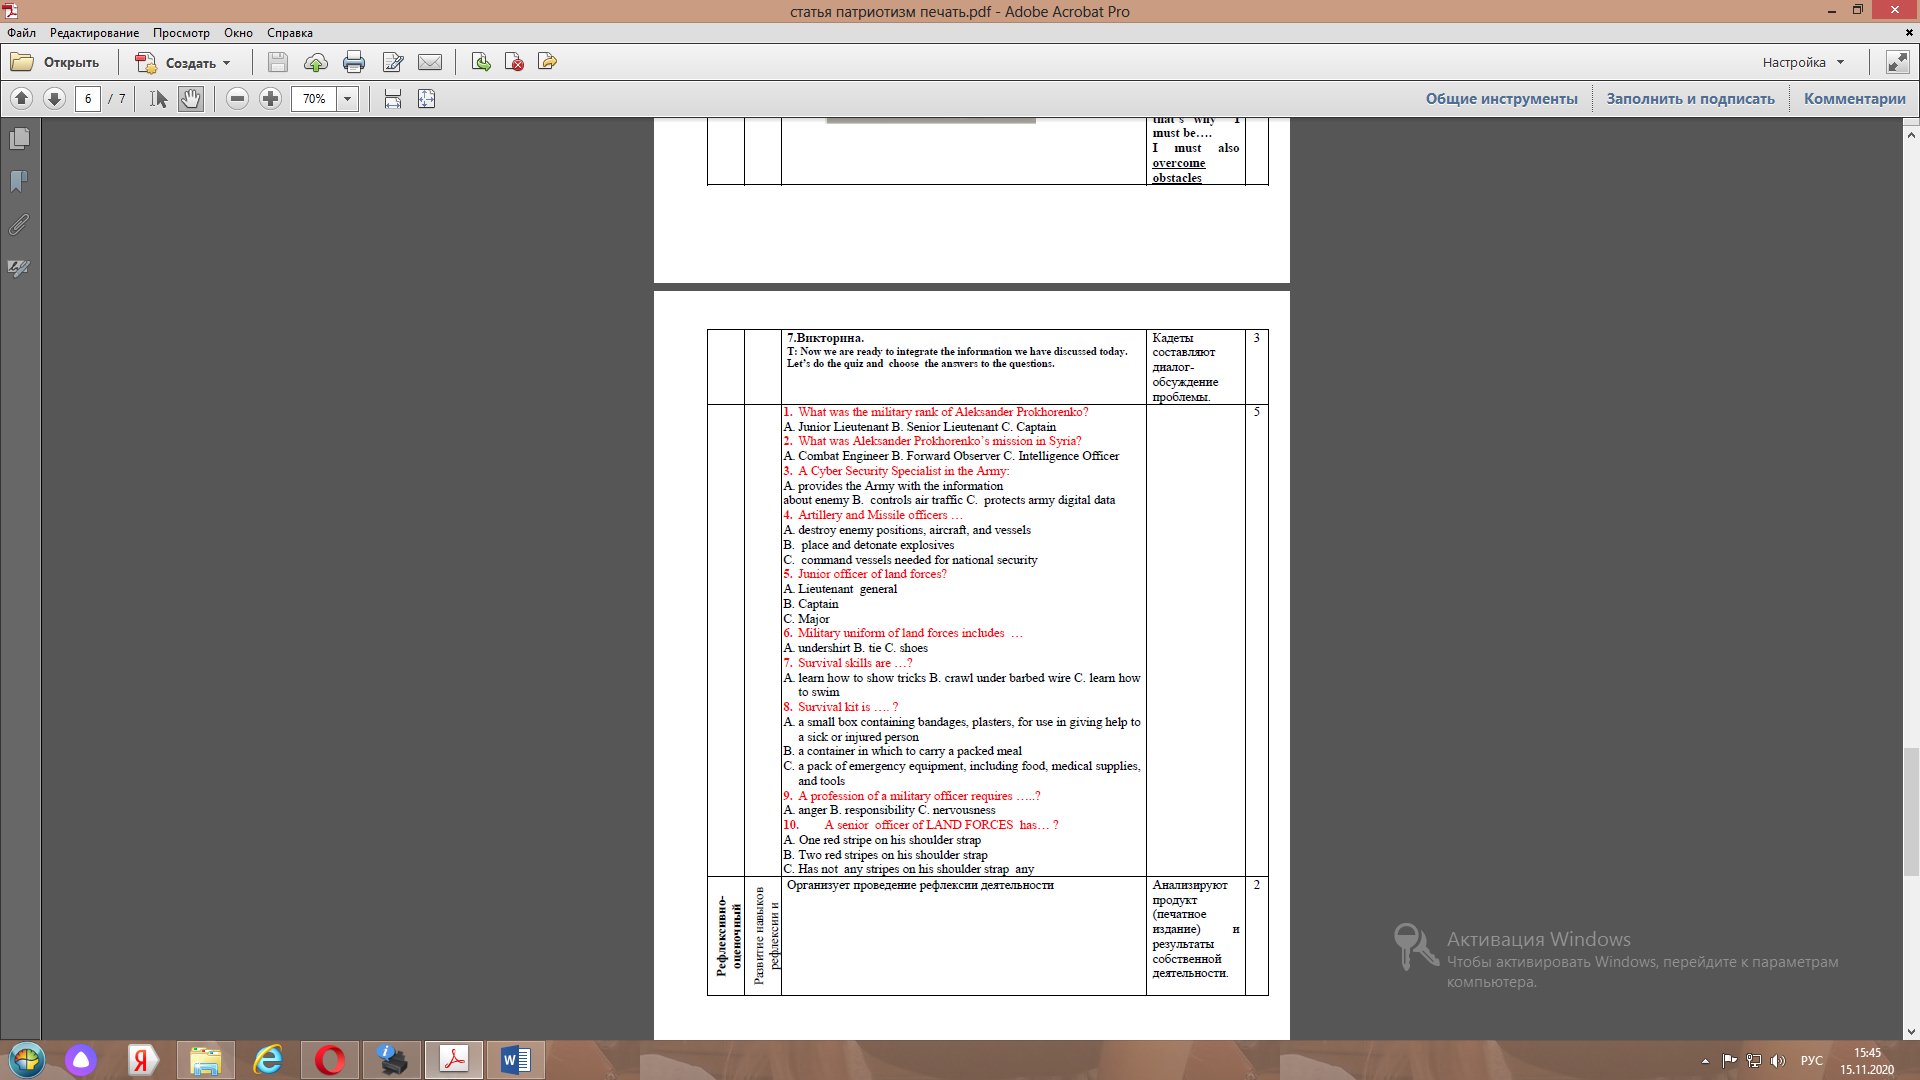 статья патриотизм печать.pdf - Adobe Acrobat Pro
Файл Редактирование Просмотр Окно Справка
Открыть Создать Настройка
6 / 7 70% Общие инструменты Заполнить и подписать Комментарии
that's why I
must be….
I must also
overcome
obstacles
7.Викторина.
T: Now we are ready to integrate the information we have discussed today.
Let's do the quiz and choose the answers to the questions.
Кадеты
составляют
диалог-
обсуждение
проблемы.
3
1. What was the military rank of Aleksander Prokhorenko?
A. Junior Lieutenant B. Senior Lieutenant C. Captain
2. What was Aleksander Prokhorenko's mission in Syria?
A. Combat Engineer B. Forward Observer C. Intelligence Officer
3. A Cyber Security Specialist in the Army:
A. provides the Army with the information
about enemy B. controls air traffic C. protects army digital data
4. Artillery and Missile officers …
A. destroy enemy positions, aircraft, and vessels
B. place and detonate explosives
C. command vessels needed for national security
5. Junior officer of land forces?
A. Lieutenant general
B. Captain
C. Major
6. Military uniform of land forces includes …
A. undershirt B. tie C. shoes
7. Survival skills are …?
A. learn how to show tricks B. crawl under barbed wire C. learn how
to swim
8. Survival kit is …. ?
A. a small box containing bandages, plasters, for use in giving help to
a sick or injured person
B. a container in which to carry a packed meal
C. a pack of emergency equipment, including food, medical supplies,
and tools
9. A profession of a military officer requires …..?
A. anger B. responsibility C. nervousness
10. A senior officer of LAND FORCES has… ?
A. One red stripe on his shoulder strap
B. Two red stripes on his shoulder strap
C. Has not any stripes on his shoulder strap any
5
Рефлексивно-
оценочный
Развитие навыков
рефлексии и
Организует проведение рефлексии деятельности
Анализируют
продукт
(печатное
издание) и
результаты
собственной
деятельности.
2
Активация Windows
Чтобы активировать Windows, перейдите к параметрам
компьютера.
РУС
15:45
15.11.2020